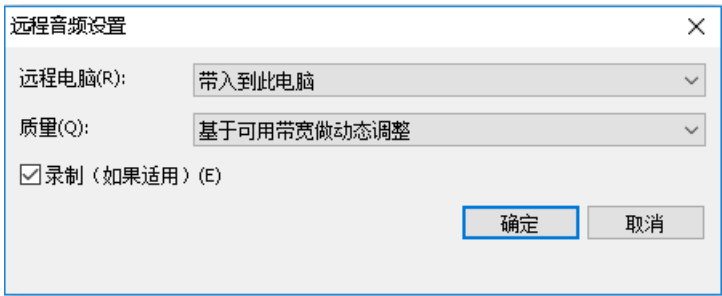 远程音频设置
远程电脑(R): 带入到此电脑
质量(Q): 基于可用带宽做动态调整
录制（如果适用）(E)
确定 取消